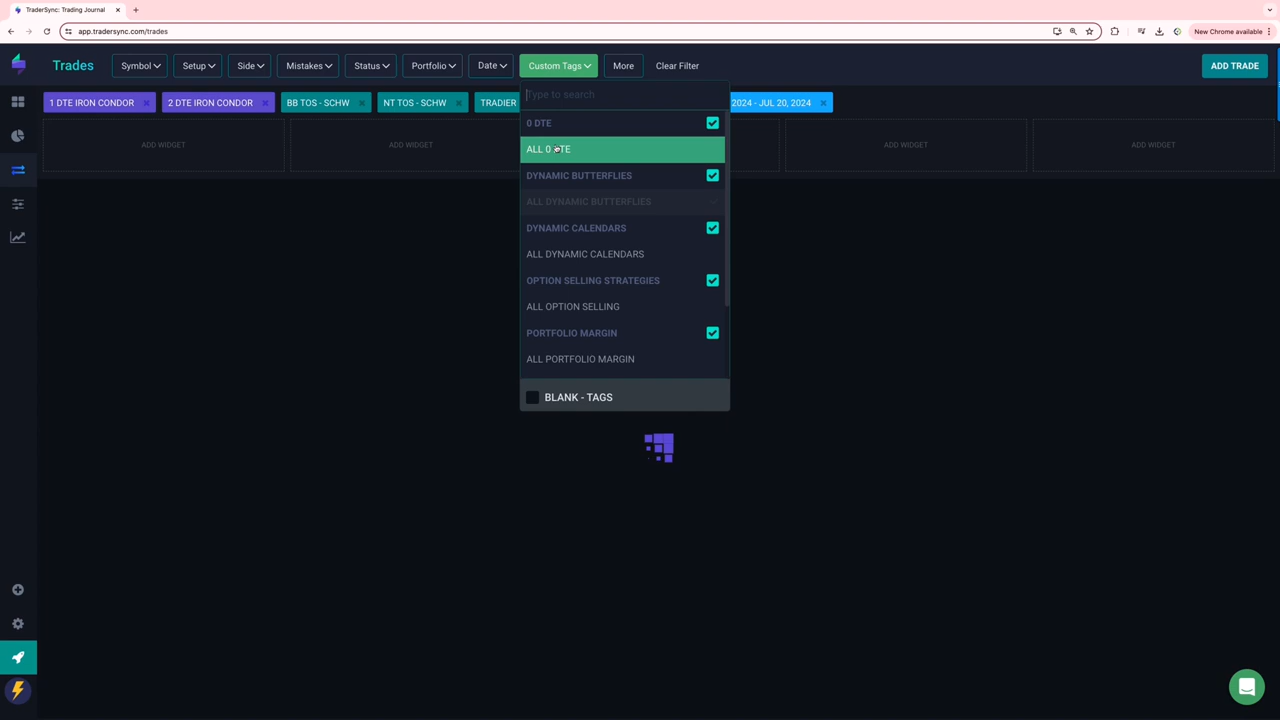 TraderSync: Trading Journal
app.tradersync.com/trades
New Chrome available
Trades
Symbol
Setup
Side
Mistakes
Status
Portfolio
Date
Custom Tags
More
Clear Filter
ADD TRADE
1 DTE IRON CONDOR
2 DTE IRON CONDOR
BB TOS - SCHW
NT TOS - SCHW
TRADIER
2024 - JUL 20, 2024
Type to search
0 DTE
ALL 0 DTE
DYNAMIC BUTTERFLIES
ALL DYNAMIC BUTTERFLIES
DYNAMIC CALENDARS
ALL DYNAMIC CALENDARS
OPTION SELLING STRATEGIES
ALL OPTION SELLING
PORTFOLIO MARGIN
ALL PORTFOLIO MARGIN
BLANK - TAGS
ADD WIDGET
ADD WIDGET
ADD WIDGET
ADD WIDGET